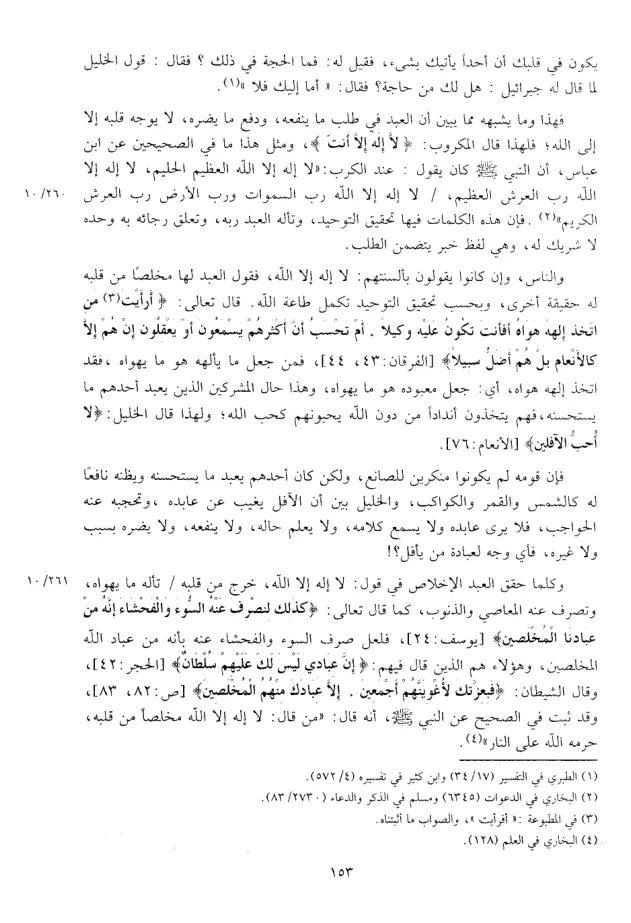 يكون في قلبك أن أحداً يأتيك بشىء، فقيل له: فما الحجة في ذلك ؟ فقال : قول الخليل
لما قال له جبرائيل : هل لك من حاجة؟ فقال: « أما إليك فلا »(١).
فهذا وما يشبهه مما يبين أن العبد في طلب ما ينفعه، ودفع ما يضره، لا يوجه قلبه إلا
إلى الله؛ فلهذا قال المكروب: ﴿ لاَّ إِلَهَ إِلاَّ أَنتَ ﴾، ومثل هذا ما في الصحيحين عن ابن
عباس، أن النبي ﷺ كان يقول : عند الكرب:«لا إله إلا الله العظيم الحليم، لا إله إلا
الله رب العرش العظيم، / لا إله إلا الله رب السموات ورب الأرض رب العرش
١٠/٢٦٠
الكريم»(٢) .فإن هذه الكلمات فيها تحقيق التوحيد، وتأله العبد ربه، وتعلق رجائه به وحده
لا شريك له، وهي لفظ خبر يتضمن الطلب.
والناس، وإن كانوا يقولون بألسنتهم: لا إله إلا الله، فقول العبد لها مخلصًا من قلبه
له حقيقة أخرى، وبحسب تحقيق التوحيد تكمل طاعة الله. قال تعالى: ﴿ أَرَأَيْتَ(٣) مَنِ
اتَّخَذَ إِلَهَهُ هَوَاهُ أَفَأَنتَ تَكُونُ عَلَيْهِ وَكِيلاً . أَمْ تَحْسَبُ أَنَّ أَكْثَرَهُمْ يَسْمَعُونَ أَوْ يَعْقِلُونَ إِنْ هُمْ إِلاَّ
كَالأَنْعَامِ بَلْ هُمْ أَضَلُّ سَبِيلاً﴾ [الفرقان:٤٣، ٤٤]، فمن جعل ما يألهه هو ما يهواه ،فقد
اتخذ إلهه هواه، أي: جعل معبوده هو ما يهواه، وهذا حال المشركين الذين يعبد أحدهم ما
يستحسنه،فهم يتخذون أنداداً من دون الله يحبونهم كحب الله؛ ولهذا قال الخليل:﴿لا
أُحِبُّ الآفِلِينَ﴾ [الأنعام:٧٦].
فإن قومه لم يكونوا منكرين للصانع، ولكن كان أحدهم يعبد ما يستحسنه ويظنه نافعًا
له كالشمس والقمر والكواكب، والخليل بين أن الآفل يغيب عن عابده ،وتحجبه عنه
الحواجب، فلا يرى عابده ولا يسمع كلامه، ولا يعلم حاله، ولا ينفعه، ولا يضره بسبب
ولا غيره، فأي وجه لعبادة من يأفل؟!
وكلما حقق العبد الإخلاص في قول: لا إله إلا الله، خرج من قلبه / تأله ما يهواه،
١٠/٢٦١
وتصرف عنه المعاصي والذنوب، كما قال تعالى: ﴿كَذَلِكَ لِنَصْرِفَ عَنْهُ السُّوءَ وَالْفَحْشَاءَ إِنَّهُ مِنْ
عِبَادِنَا الْمُخْلَصِينَ﴾ [يوسف:٢٤]، فلعل صرف السوء والفحشاء عنه بأنه من عباد الله
المخلصين، وهؤلاء هم الذين قال فيهم:﴿ إِنَّ عِبَادِي لَيْسَ لَكَ عَلَيْهِمْ سُلْطَانٌ﴾ [الحجر:٤٢]،
وقال الشيطان: ﴿فَبِعِزَّتِكَ لأُغْوِيَنَّهُمْ أَجْمَعِينَ . إِلاَّ عِبَادَكَ مِنْهُمُ الْمُخْلَصِينَ﴾ [ص:٨٢، ٨٣]،
وقد ثبت في الصحيح عن النبي ﷺ، أنه قال: «من قال: لا إله إلا الله مخلصاً من قلبه،
حرمه الله على النار»(٤).
(١) الطبري في التفسير (٣٤/١٧) وابن كثير في تفسيره (٥٧٢/٤).
(٢) البخاري في الدعوات (٦٣٤٥) ومسلم في الذكر والدعاء (٨٣/٢٧٣٠).
(٣) في المطبوعة :« أفرأيت »، والصواب ما أثبتناه.
(٤) البخاري في العلم (١٢٨).
١٥٣